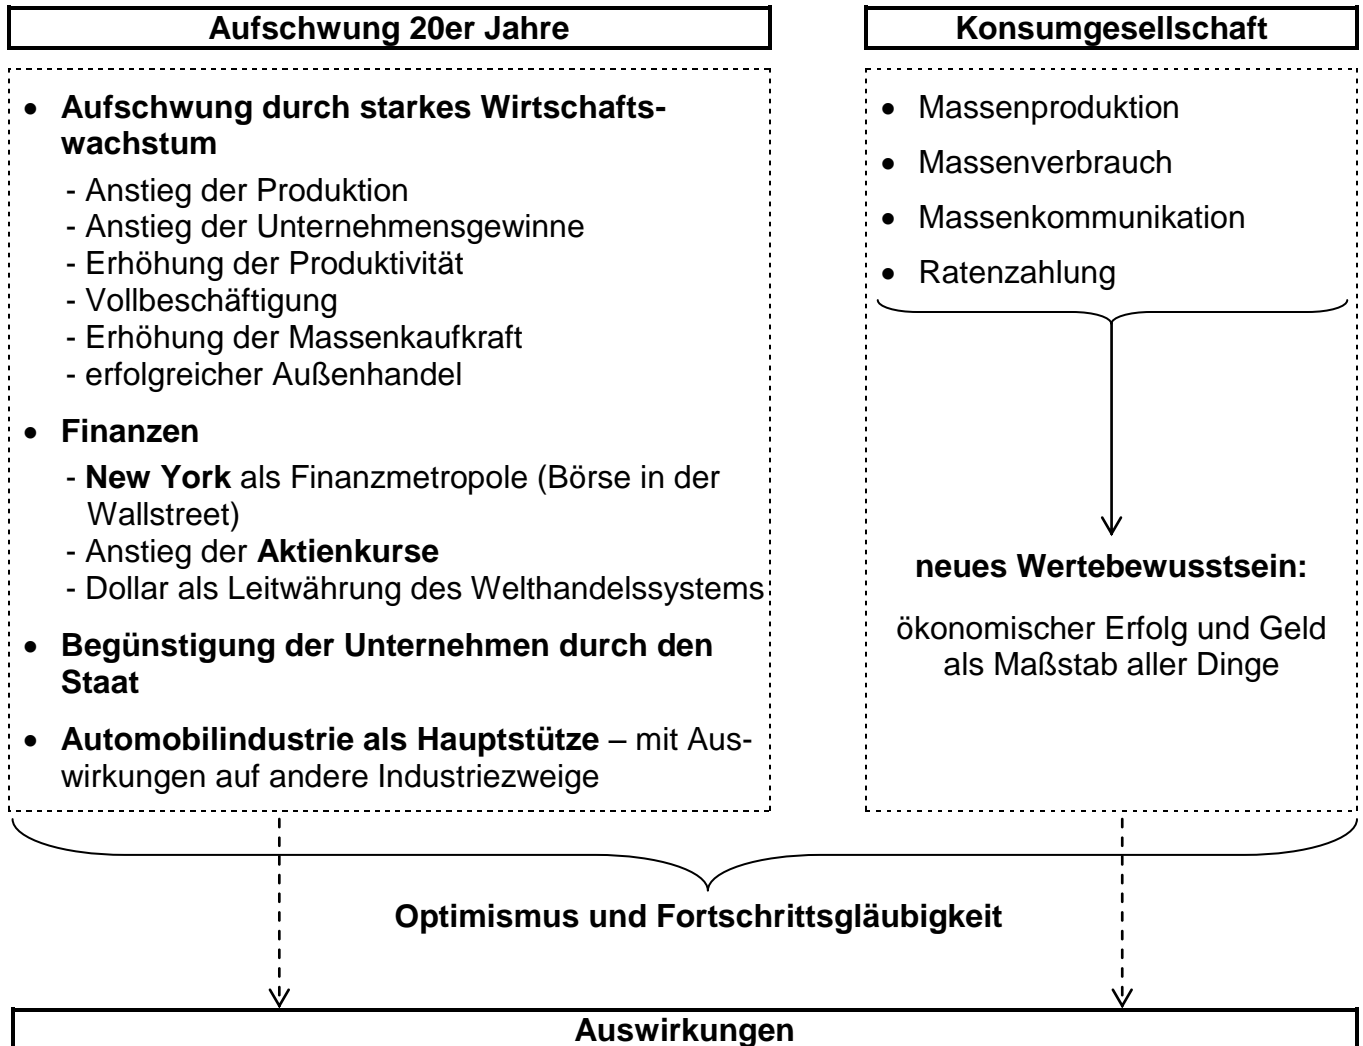 Aufschwung 20er Jahre
• Aufschwung durch starkes Wirtschafts-
wachstum
- Anstieg der Produktion
- Anstieg der Unternehmensgewinne
- Erhöhung der Produktivität
- Vollbeschäftigung
- Erhöhung der Massenkaufkraft
- erfolgreicher Außenhandel
• Finanzen
- New York als Finanzmetropole (Börse in der
Wallstreet)
- Anstieg der Aktienkurse
- Dollar als Leitwährung des Welthandelssystems
• Begünstigung der Unternehmen durch den
Staat
• Automobilindustrie als Hauptstütze – mit Aus-
wirkungen auf andere Industriezweige
Konsumgesellschaft
• Massenproduktion
• Massenverbrauch
• Massenkommunikation
• Ratenzahlung
neues Wertebewusstsein:
ökonomischer Erfolg und Geld
als Maßstab aller Dinge
Optimismus und Fortschrittsgläubigkeit
Auswirkungen